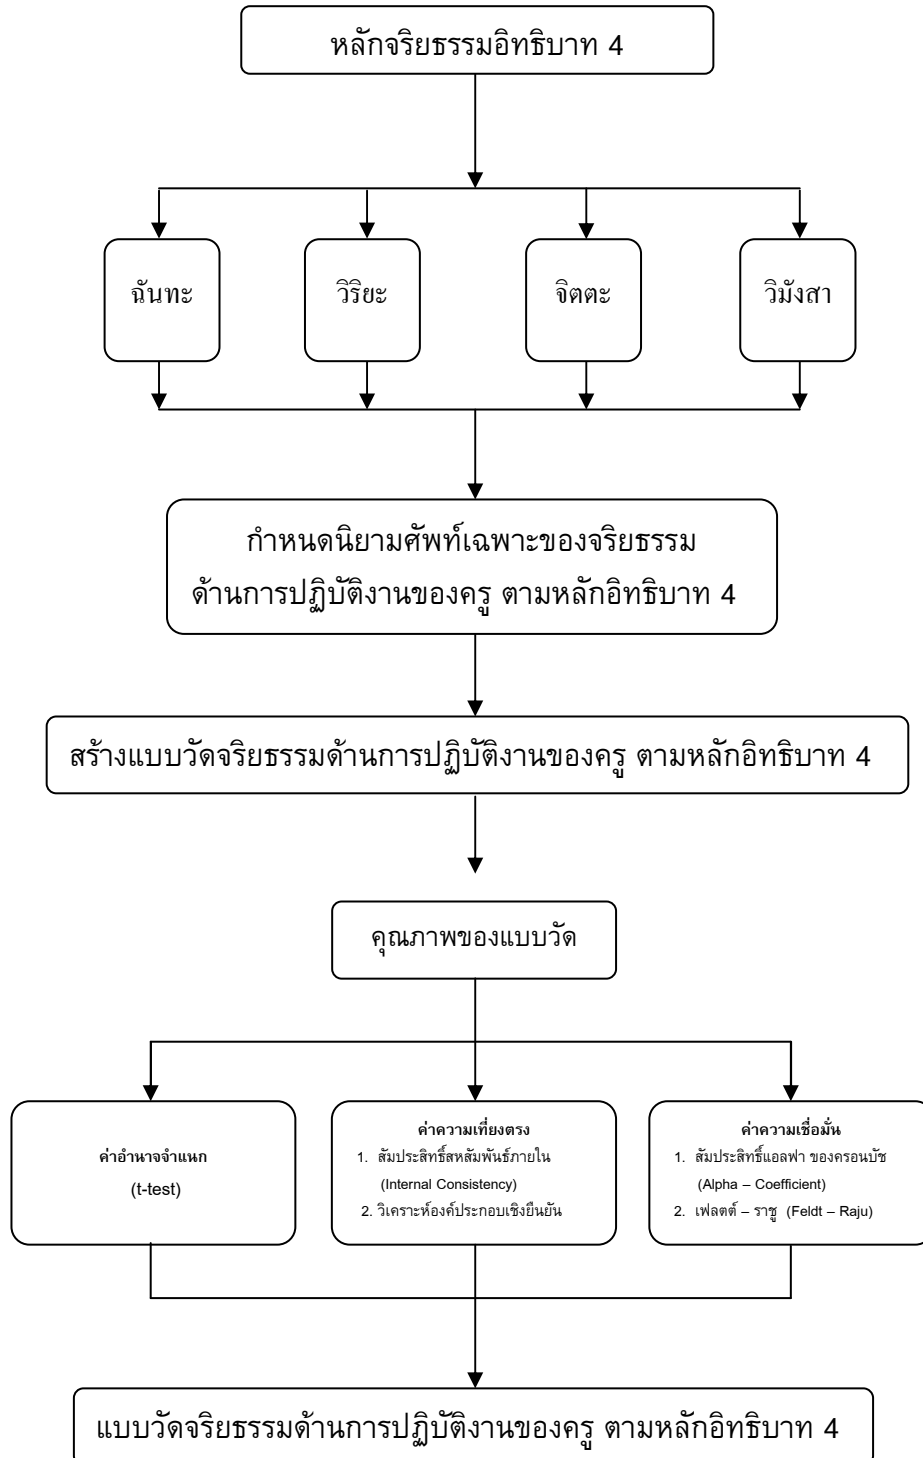 หลักจริยธรรมอิทธิบาท 4
ฉันทะ
วิริยะ
จิตตะ
วิมังสา
กำหนดนิยามศัพท์เฉพาะของจริยธรรม
ด้านการปฏิบัติงานของครู ตามหลักอิทธิบาท 4
สร้างแบบวัดจริยธรรมด้านการปฏิบัติงานของครู ตามหลักอิทธิบาท 4
คุณภาพของแบบวัด
ค่าอำนาจจำแนก
(t-test)
ค่าความเที่ยงตรง
1. สัมประสิทธิ์สหสัมพันธ์ภายใน
(Internal Consistency)
2. วิเคราะห์องค์ประกอบเชิงยืนยัน
ค่าความเชื่อมั่น
1. สัมประสิทธิ์แอลฟา ของครอนบัช
(Alpha – Coefficient)
2. เฟลตต์ – ราชู (Feldt – Raju)
แบบวัดจริยธรรมด้านการปฏิบัติงานของครู ตามหลักอิทธิบาท 4